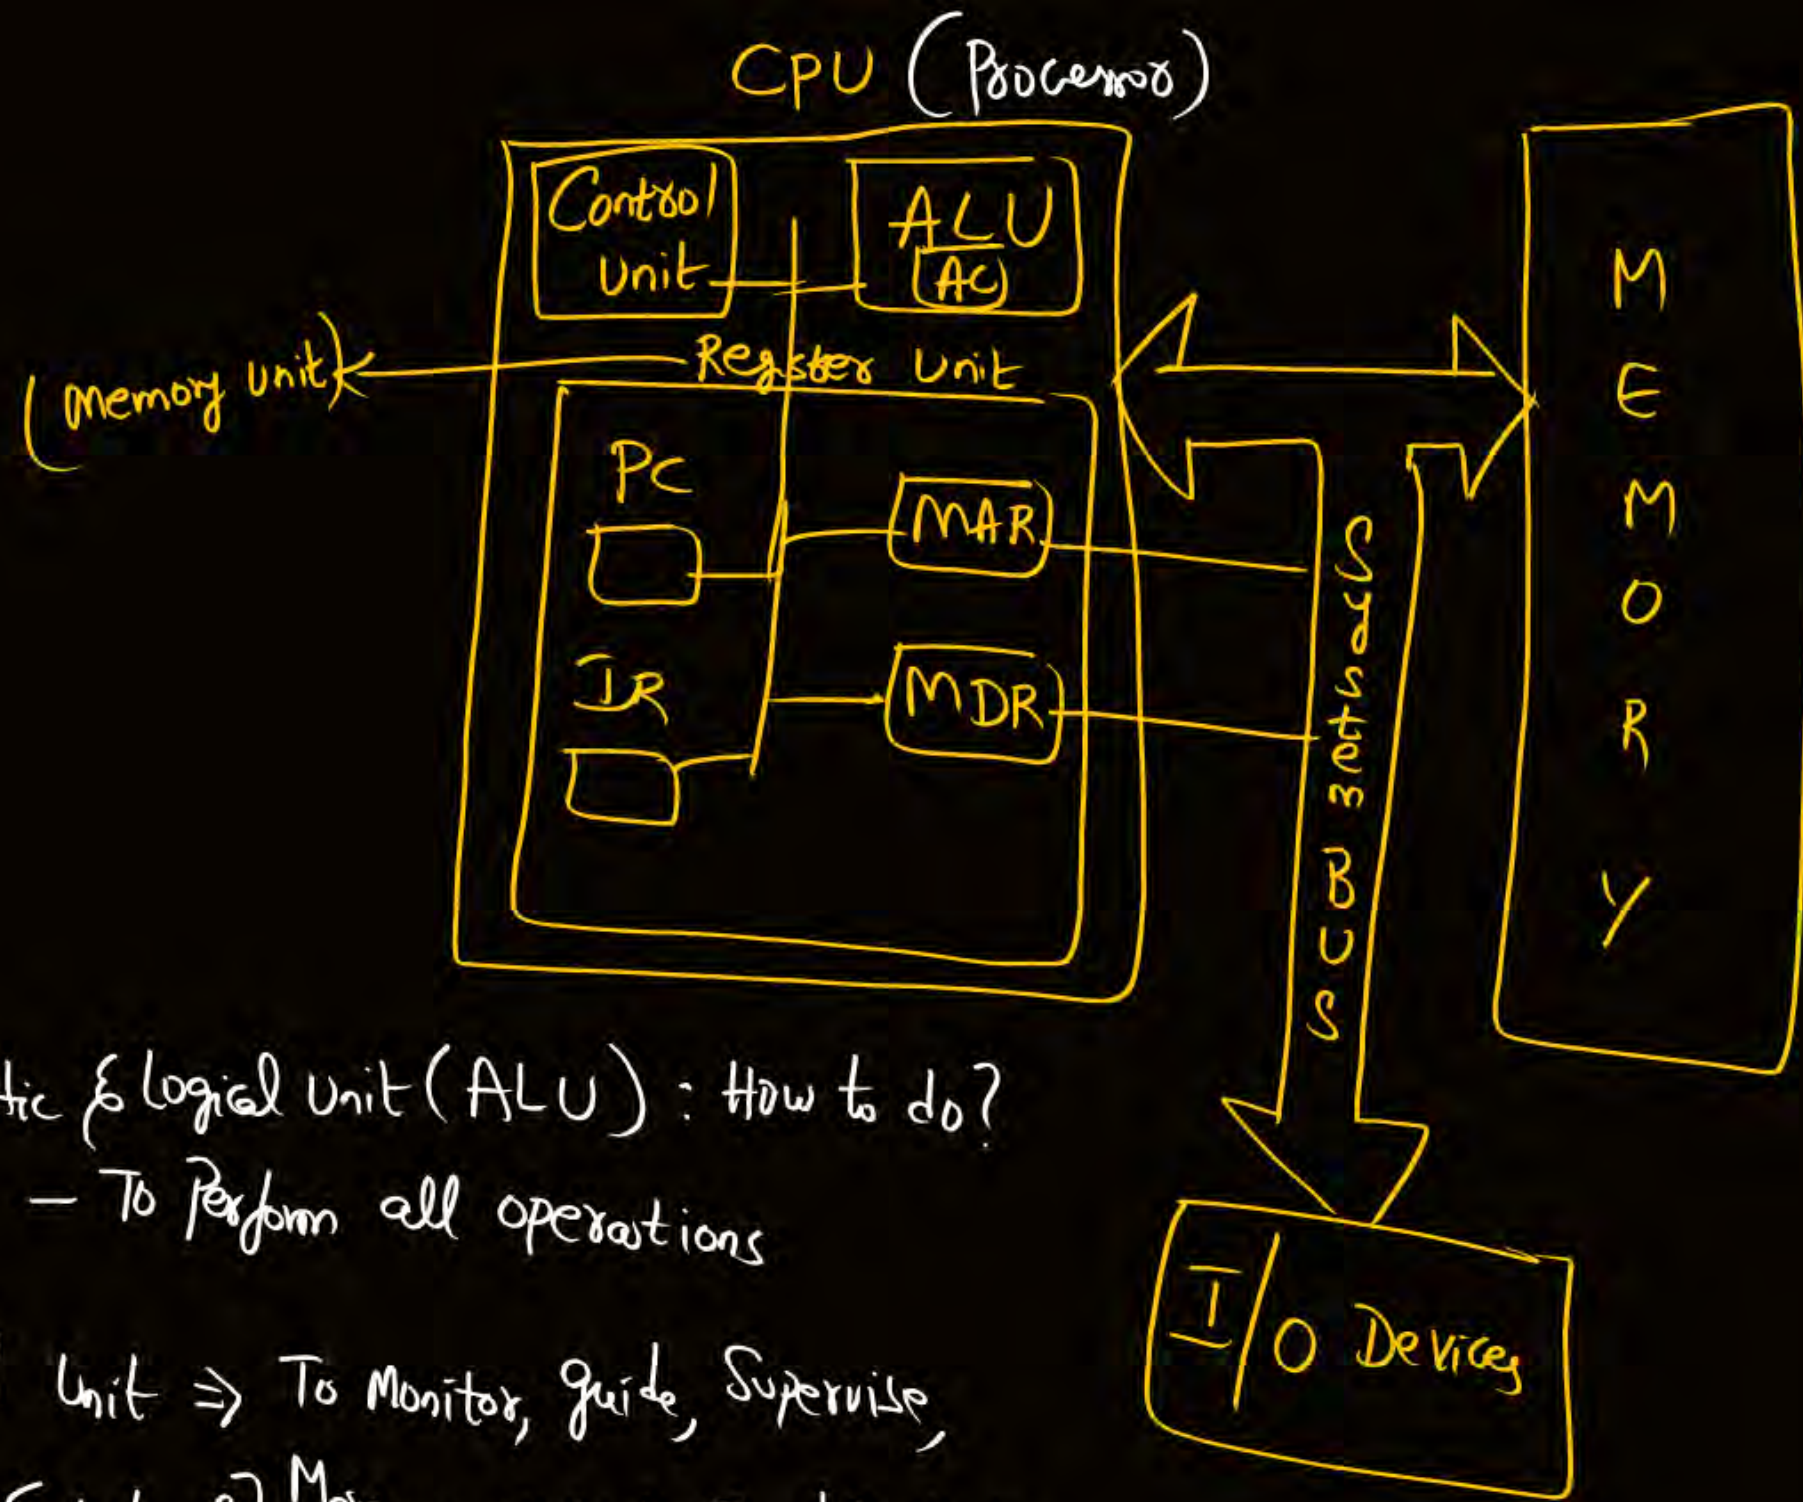 CPU (Processor)
Control
Unit
ALU
AC
Register Unit
(Memory Unit)
PC
MAR
IR
MDR
System BUS
MEMORY
I/O Devices
tic & Logical Unit (ALU) : How to do?
- To Perform all operations
Unit ⇒ To Monitor, guide, Supervise,